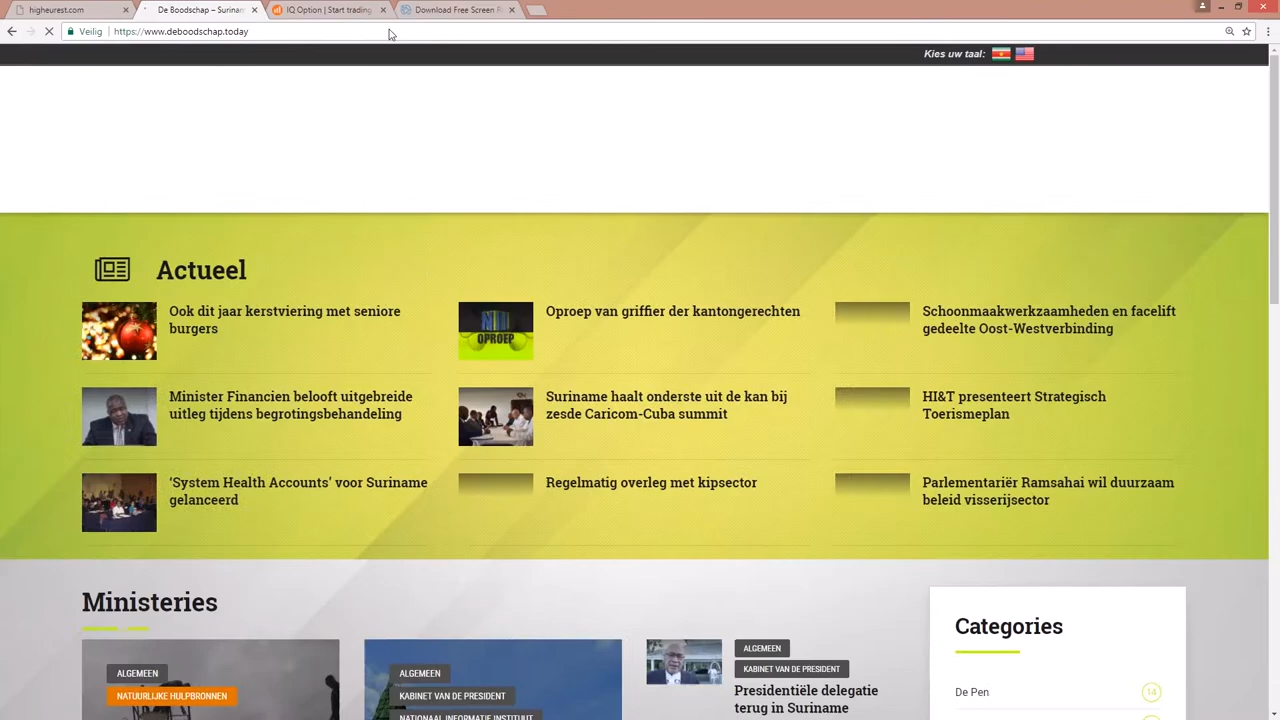 higheurest.com
De Boodschap – Surinam
IQ Option | Start trading
Download Free Screen R
Veilig
https://www.deboodschap.today
Kies uw taal:
Actueel
Ook dit jaar kerstviering met seniore
burgers
Oproep van griffier der kantongerechten
Schoonmaakwerkzaamheden en facelift
gedeelte Oost-Westverbinding
OPROEP
Minister Financien belooft uitgebreide
uitleg tijdens begrotingsbehandeling
Suriname haalt onderste uit de kan bij
zesde Caricom-Cuba summit
HI&T presenteert Strategisch
Toerismeplan
‘System Health Accounts’ voor Suriname
gelanceerd
Regelmatig overleg met kipsector
Parlementariër Ramsahai wil duurzaam
beleid visserijsector
Ministeries
Categories
ALGEMEEN
NATUURLIJKE HULPBRONNEN
ALGEMEEN
KABINET VAN DE PRESIDENT
NATIONAAL INFORMATIE INSTITUUT
ALGEMEEN
KABINET VAN DE PRESIDENT
Presidentiële delegatie
terug in Suriname
De Pen
14